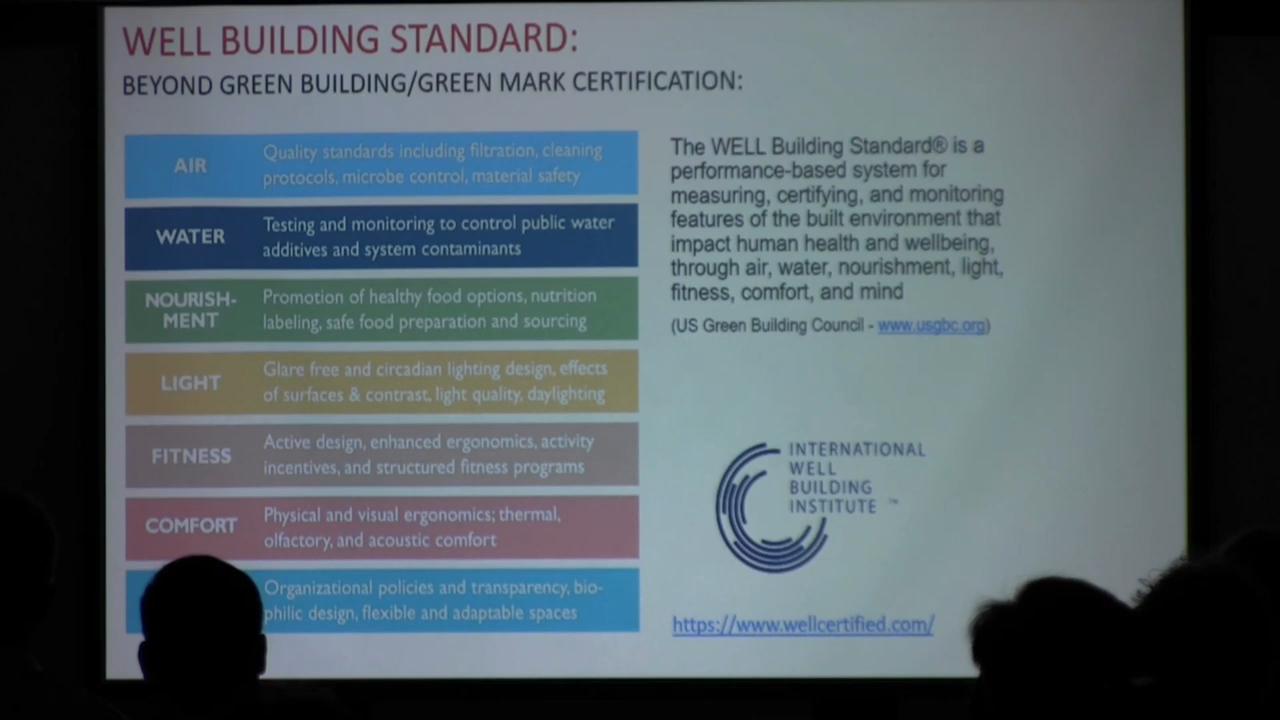 WELL BUILDING STANDARD:
BEYOND GREEN BUILDING/GREEN MARK CERTIFICATION:
AIR
Quality standards including filtration, cleaning
protocols, microbe control, material safety
WATER
Testing and monitoring to control public water
additives and system contaminants
NOURISH-
MENT
Promotion of healthy food options, nutrition
labeling, safe food preparation and sourcing
LIGHT
Glare free and circadian lighting design, effects
of surfaces & contrast, light quality, daylighting
FITNESS
Active design, enhanced ergonomics, activity
incentives, and structured fitness programs
COMFORT
Physical and visual ergonomics; thermal,
olfactory, and acoustic comfort
Organizational policies and transparency, bio-
philic design, flexible and adaptable spaces
The WELL Building Standard® is a
performance-based system for
measuring, certifying, and monitoring
features of the built environment that
impact human health and wellbeing,
through air, water, nourishment, light,
fitness, comfort, and mind
(US Green Building Council - www.usgbc.org)
INTERNATIONAL
WELL
BUILDING
INSTITUTE ™
https://www.wellcertified.com/